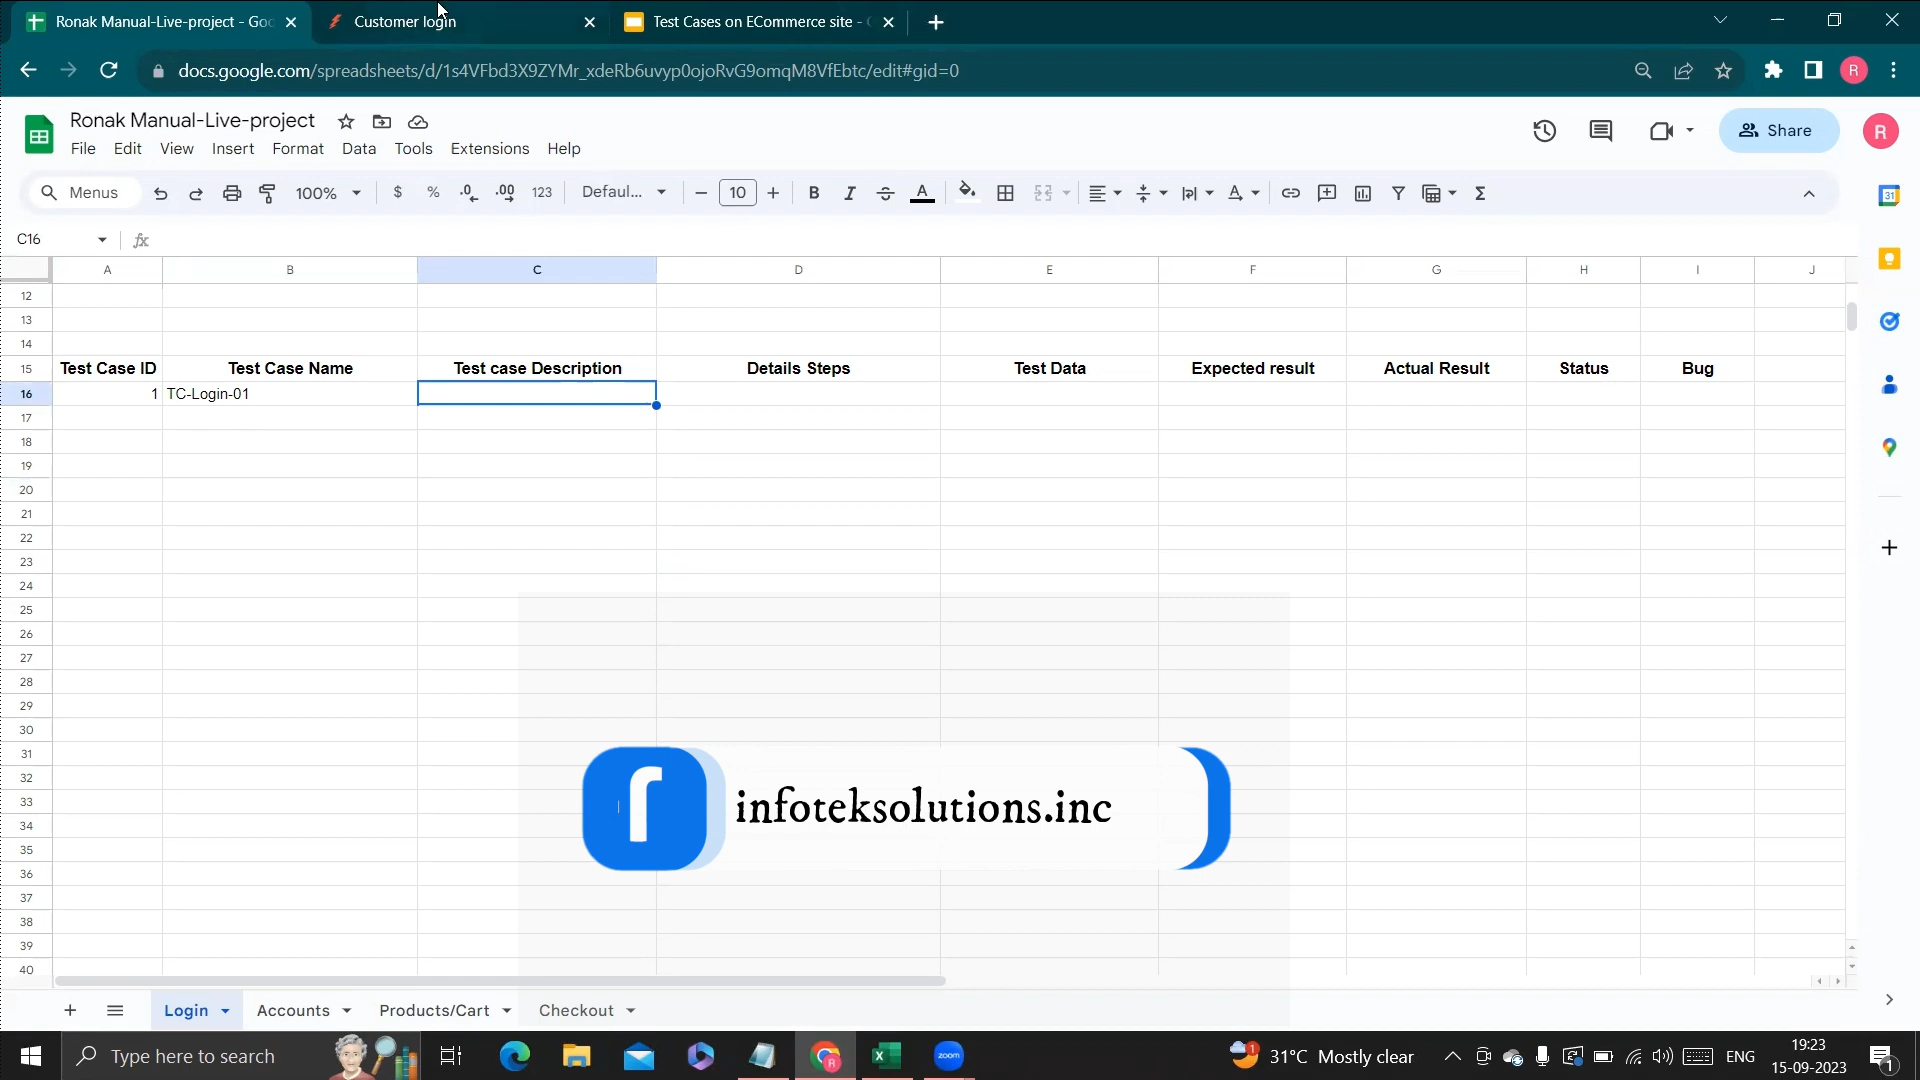 Ronak Manual-Live-project - Goo
Customer login
Test Cases on ECommerce site -
docs.google.com/spreadsheets/d/1s4VFbd3X9ZYMr_xdeRb6uvyp0ojoRvG9omqM8VfEbtc/edit#gid=0
R
Ronak Manual-Live-project
File Edit View Insert Format Data Tools Extensions Help
Share
R
Menus
100%
$ % .0 .00 123
Defaul...
10
B I A
Σ
31
C16
fx
A B C D E F G H I J
12
13
14
15 Test Case ID Test Case Name Test case Description Details Steps Test Data Expected result Actual Result Status Bug
16 1 TC-Login-01
17
18
19
20
21
22
23
24
25
26
27
28
29
30
31
32
33
34
35
36
37
38
39
40
infoteksolutions.inc
Login Accounts Products/Cart Checkout
Type here to search
zoom
1
31°C Mostly clear
ENG
19:23
15-09-2023
1